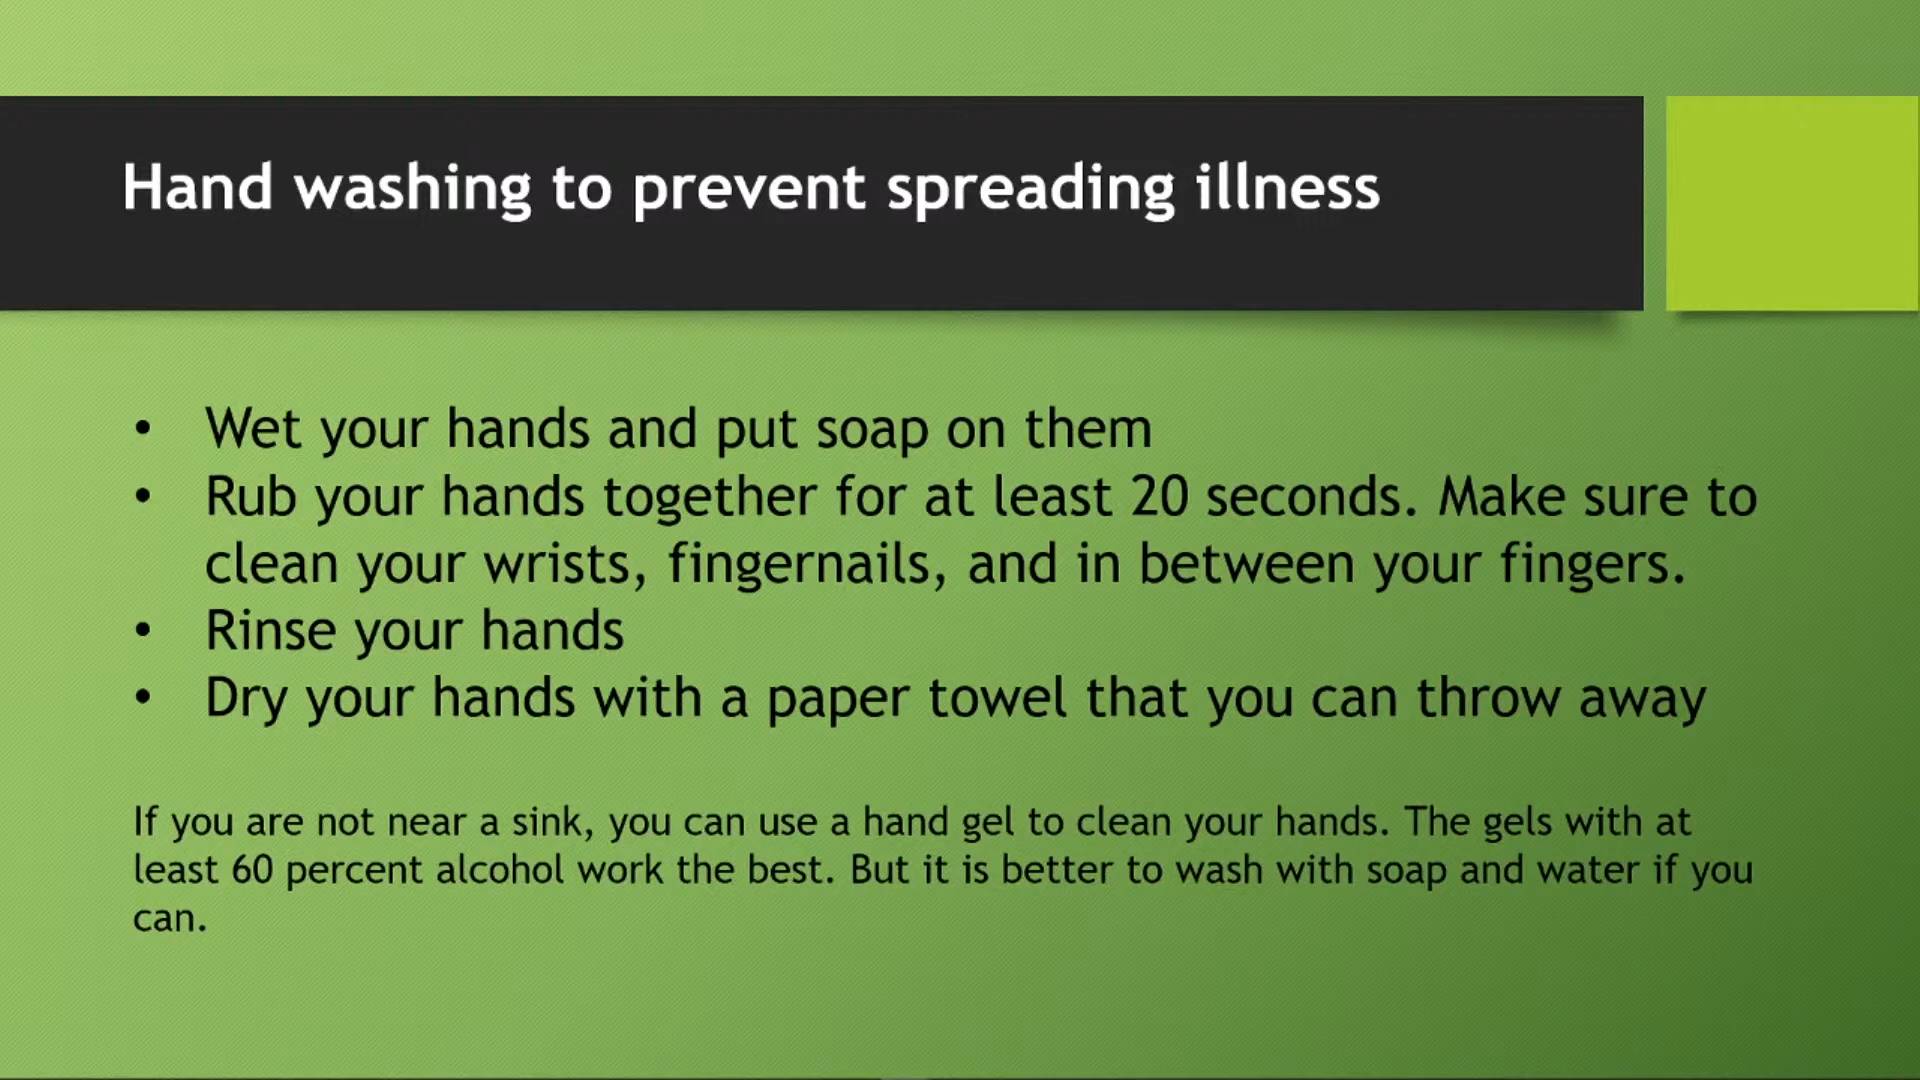 Hand washing to prevent spreading illness
• Wet your hands and put soap on them
• Rub your hands together for at least 20 seconds. Make sure to
clean your wrists, fingernails, and in between your fingers.
• Rinse your hands
• Dry your hands with a paper towel that you can throw away
If you are not near a sink, you can use a hand gel to clean your hands. The gels with at
least 60 percent alcohol work the best. But it is better to wash with soap and water if you
can.